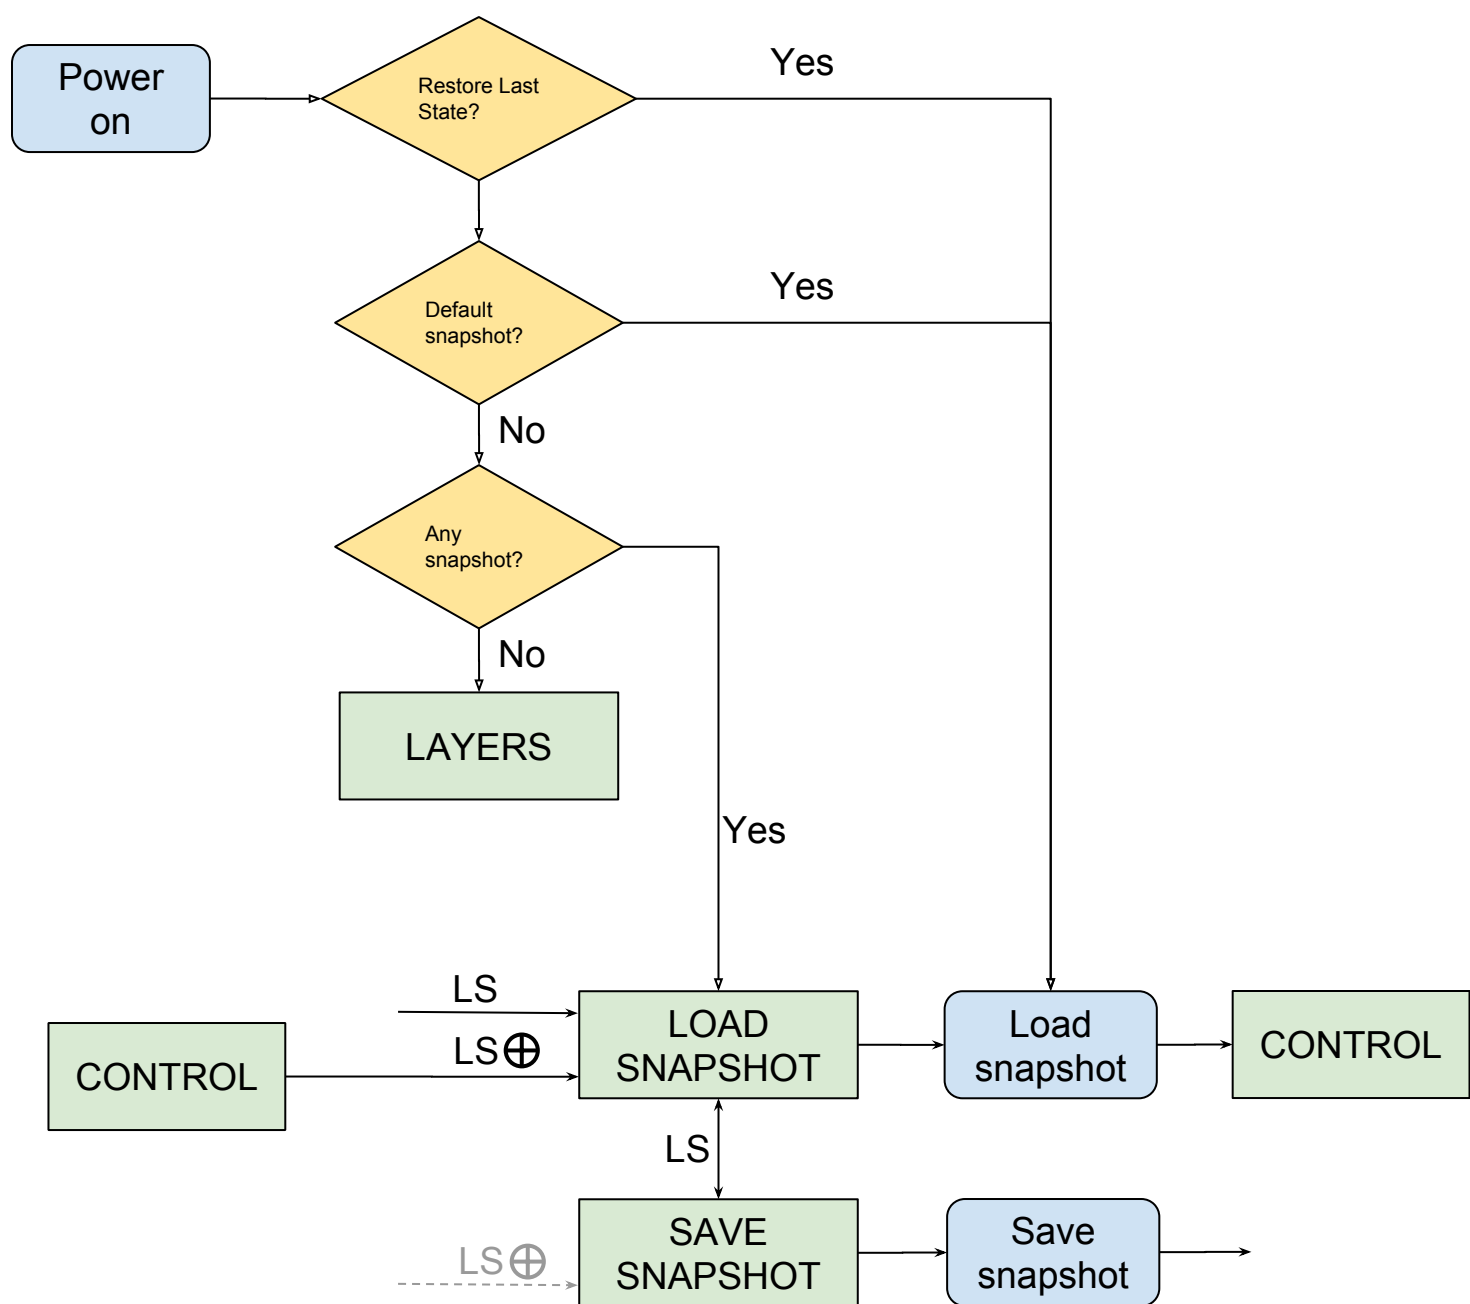 Power
on
Restore Last
State?
Yes
Default
snapshot?
Yes
No
Any
snapshot?
No
LAYERS
Yes
LS
LS⊕
CONTROL
LOAD
SNAPSHOT
Load
snapshot
CONTROL
LS
LS⊕
SAVE
SNAPSHOT
Save
snapshot